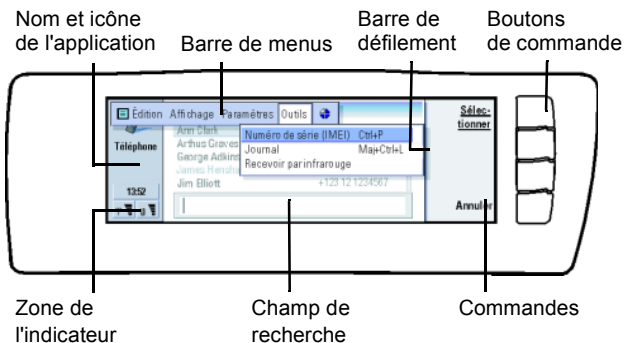 Nom et icône
de l'application
Barre de menus
Barre de
défilement
Boutons
de commande
Édition Affichage Paramètres Outils
Numéro de série (IMEI) Ctrl+P
Journal Maj+Ctrl+L
Recevoir par infrarouge
Téléphone
Ann Clark
Arthus Graves
George Adkins
James Hensha
Jim Elliott +123 12 1234567
13:52
Sélec-
tionner
Annuler
Zone de
l'indicateur
Champ de
recherche
Commandes